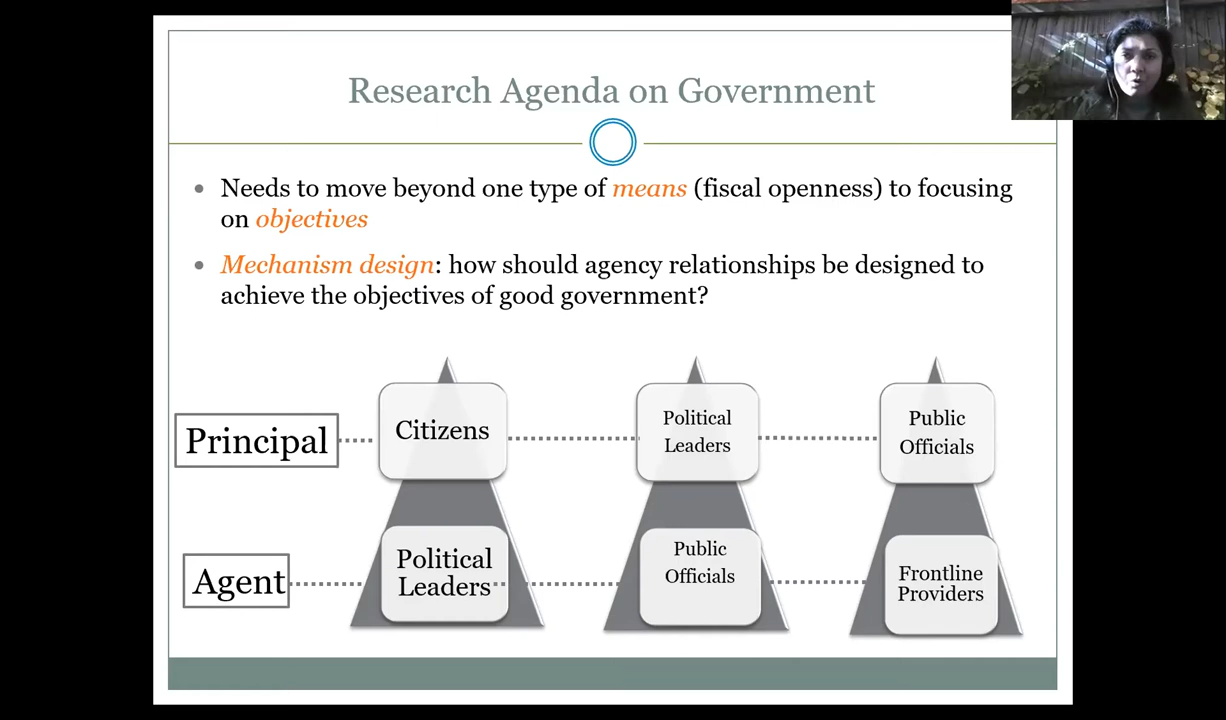 Research Agenda on Government
• Needs to move beyond one type of means (fiscal openness) to focusing
on objectives
• Mechanism design: how should agency relationships be designed to
achieve the objectives of good government?
Principal
Citizens
Political
Leaders
Public
Officials
Agent
Political
Leaders
Public
Officials
Frontline
Providers